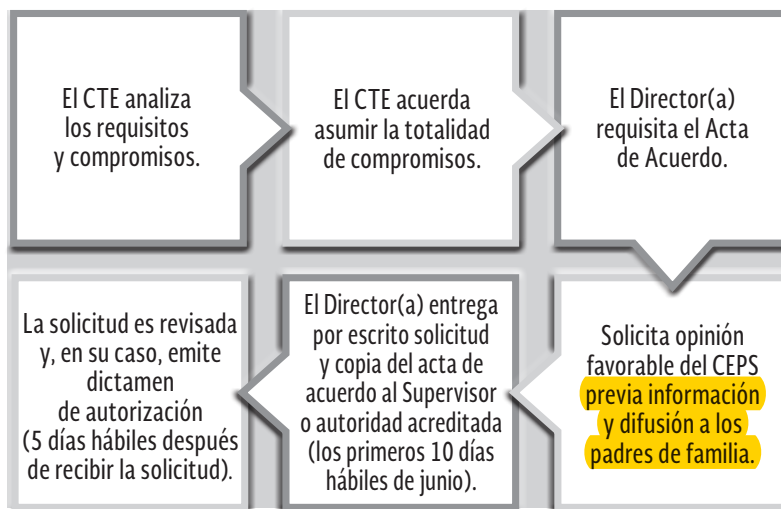 El CTE analiza
los requisitos
y compromisos.
El CTE acuerda
asumir la totalidad
de compromisos.
El Director(a)
requisita el Acta
de Acuerdo.
Solicita opinión
favorable del CEPS
previa información
y difusión a los
padres de familia.
El Director(a) entrega
por escrito solicitud
y copia del acta de
acuerdo al Supervisor
o autoridad acreditada
(los primeros 10 días
hábiles de junio).
La solicitud es revisada
y, en su caso, emite
dictamen
de autorización
(5 días hábiles después
de recibir la solicitud).